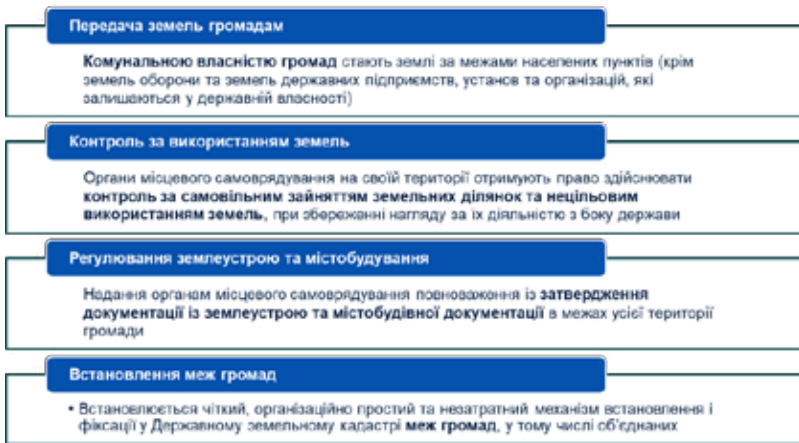 Передача земель громадам
Комунальною власністю громад стають землі за межами населених пунктів (крім
земель оборони та земель державних підприємств, установ та організацій, які
залишаються у державній власності)
Контроль за використанням земель
Органи місцевого самоврядування на своїй території отримують право здійснювати
контроль за самовільним зайняттям земельних ділянок та нецільовим
використанням земель, при збереженні нагляду за їх діяльністю з боку держави
Регулювання землеустрою та містобудування
Надання органам місцевого самоврядування повноваження із затвердження
документації із землеустрою та містобудівної документації в межах усієї території
громади
Встановлення меж громад
• Встановлюється чіткий, організаційно простий та незатратний механізм встановлення і
фіксації у Державному земельному кадастрі меж громад, у тому числі об'єднаних